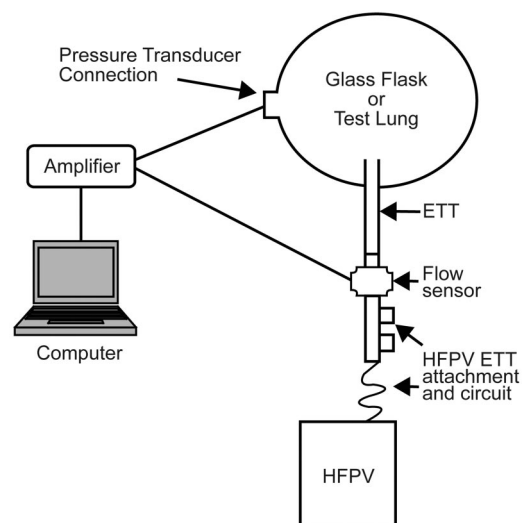 Pressure Transducer
Connection
Glass Flask
or
Test Lung
Amplifier
ETT
Flow
sensor
Computer
HFPV ETT
attachment
and circuit
HFPV